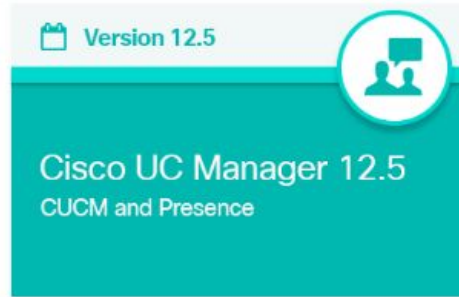 Version 12.5
Cisco UC Manager 12.5
CUCM and Presence